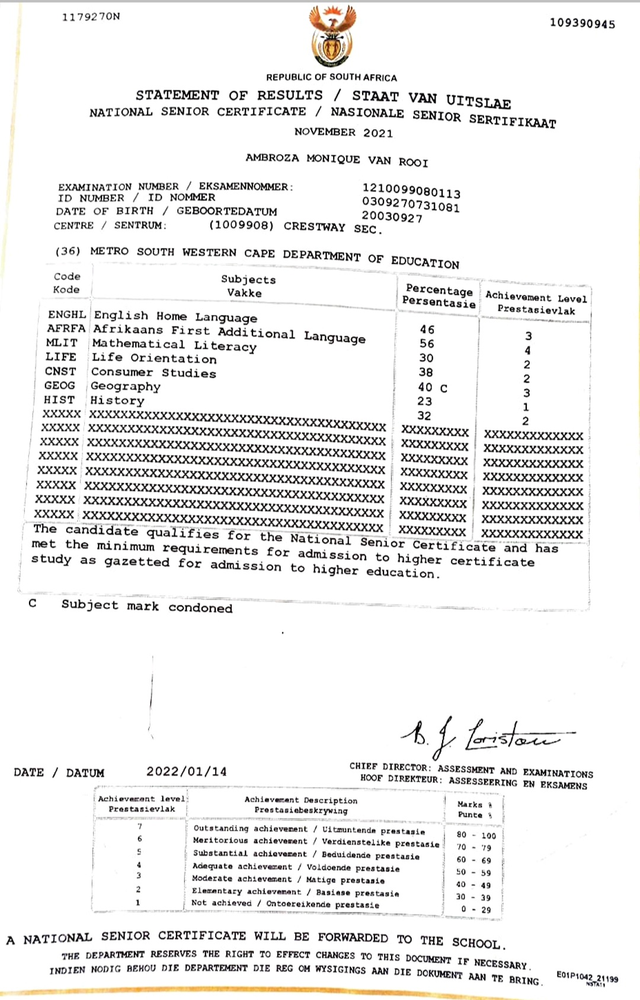 1179270N
109390945
REPUBLIC OF SOUTH AFRICA
STATEMENT OF RESULTS / STAAT VAN UITSLAE
NATIONAL SENIOR CERTIFICATE / NASIONALE SENIOR SERTIFIKAAT
NOVEMBER 2021
AMBROZA MONIQUE VAN ROOI
EXAMINATION NUMBER / EKSAMENNOMMER: 1210099080113
ID NUMBER / ID NOMMER 0309270731081
DATE OF BIRTH / GEBOORTEDATUM 20030927
CENTRE / SENTRUM: (1009908) CRESTWAY SEC.
(36) METRO SOUTH WESTERN CAPE DEPARTMENT OF EDUCATION
Code Subjects Percentage Achievement Level
Kode Vakke Persentasie Prestasievlak
ENGHL English Home Language 46 3
AFRFA Afrikaans First Additional Language 56 4
MLIT Mathematical Literacy 30 2
LIFE Life Orientation 38 2
CNST Consumer Studies 40 C 3
GEOG Geography 23 1
HIST History 32 2
XXXXX XXXXXXXXXXXXXXXXXXXXXXXXXXXXXXXXXXXXXX XXXXXXXXX XXXXXXXXXXXXX
XXXXX XXXXXXXXXXXXXXXXXXXXXXXXXXXXXXXXXXXXXX XXXXXXXXX XXXXXXXXXXXXX
XXXXX XXXXXXXXXXXXXXXXXXXXXXXXXXXXXXXXXXXXXX XXXXXXXXX XXXXXXXXXXXXX
XXXXX XXXXXXXXXXXXXXXXXXXXXXXXXXXXXXXXXXXXXX XXXXXXXXX XXXXXXXXXXXXX
XXXXX XXXXXXXXXXXXXXXXXXXXXXXXXXXXXXXXXXXXXX XXXXXXXXX XXXXXXXXXXXXX
XXXXX XXXXXXXXXXXXXXXXXXXXXXXXXXXXXXXXXXXXXX XXXXXXXXX XXXXXXXXXXXXX
XXXXX XXXXXXXXXXXXXXXXXXXXXXXXXXXXXXXXXXXXXX XXXXXXXXX XXXXXXXXXXXXX
XXXXX XXXXXXXXXXXXXXXXXXXXXXXXXXXXXXXXXXXXXX XXXXXXXXX XXXXXXXXXXXXX
The candidate qualifies for the National Senior Certificate and has
met the minimum requirements for admission to higher certificate
study as gazetted for admission to higher education.
C Subject mark condoned
B. J.
DATE / DATUM 2022/01/14
CHIEF DIRECTOR: ASSESSMENT AND EXAMINATIONS
HOOF DIREKTEUR: ASSESSEERING EN EKSAMENS
Achievement level Achievement Description Marks %
Prestasievlak Prestasiebeskrywing Punte %
7 Outstanding achievement / Uitmuntende prestasie 80 - 100
6 Meritorious achievement / Verdienstelike prestasie 70 - 79
5 Substantial achievement / Beduidende prestasie 60 - 69
4 Adequate achievement / Voldoende prestasie 50 - 59
3 Moderate achievement / Matige prestasie 40 - 49
2 Elementary achievement / Basiese prestasie 30 - 39
1 Not achieved / Ontoereikende prestasie 0 - 29
A NATIONAL SENIOR CERTIFICATE WILL BE FORWARDED TO THE SCHOOL.
THE DEPARTMENT RESERVES THE RIGHT TO EFFECT CHANGES TO THIS DOCUMENT IF NECESSARY.
INDIEN NODIG BEHOU DIE DEPARTEMENT DIE REG OM WYSIGINGS AAN DIE DOKUMENT AAN TE BRING.
E01P1042_21199
NSTAT1